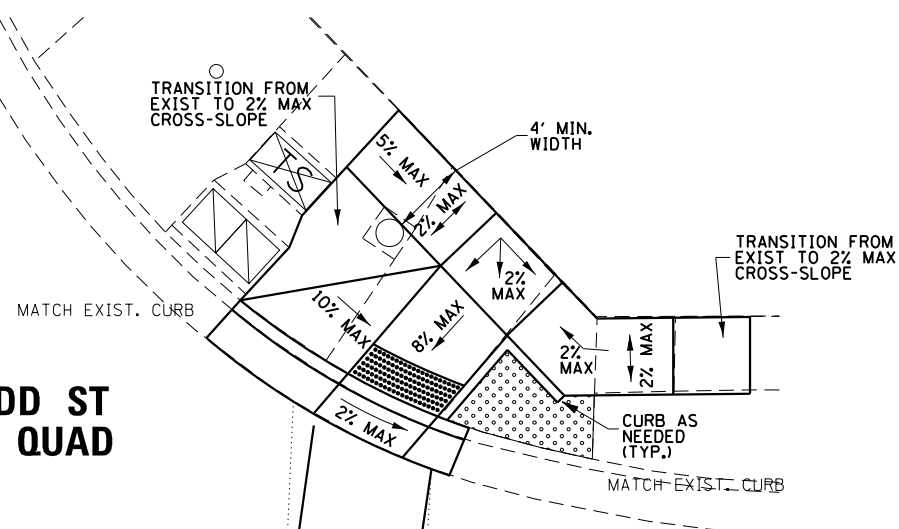 TRANSITION FROM
EXIST TO 2% MAX
CROSS-SLOPE
4' MIN.
WIDTH
5% MAX
TS
2% MAX
2%
MAX
TRANSITION FROM
EXIST TO 2% MAX
CROSS-SLOPE
MATCH EXIST. CURB
10% MAX
8% MAX
2%
MAX
2% MAX
2% MAX
CURB AS
NEEDED
(TYP.)
DD ST
QUAD
MATCH EXIST. CURB